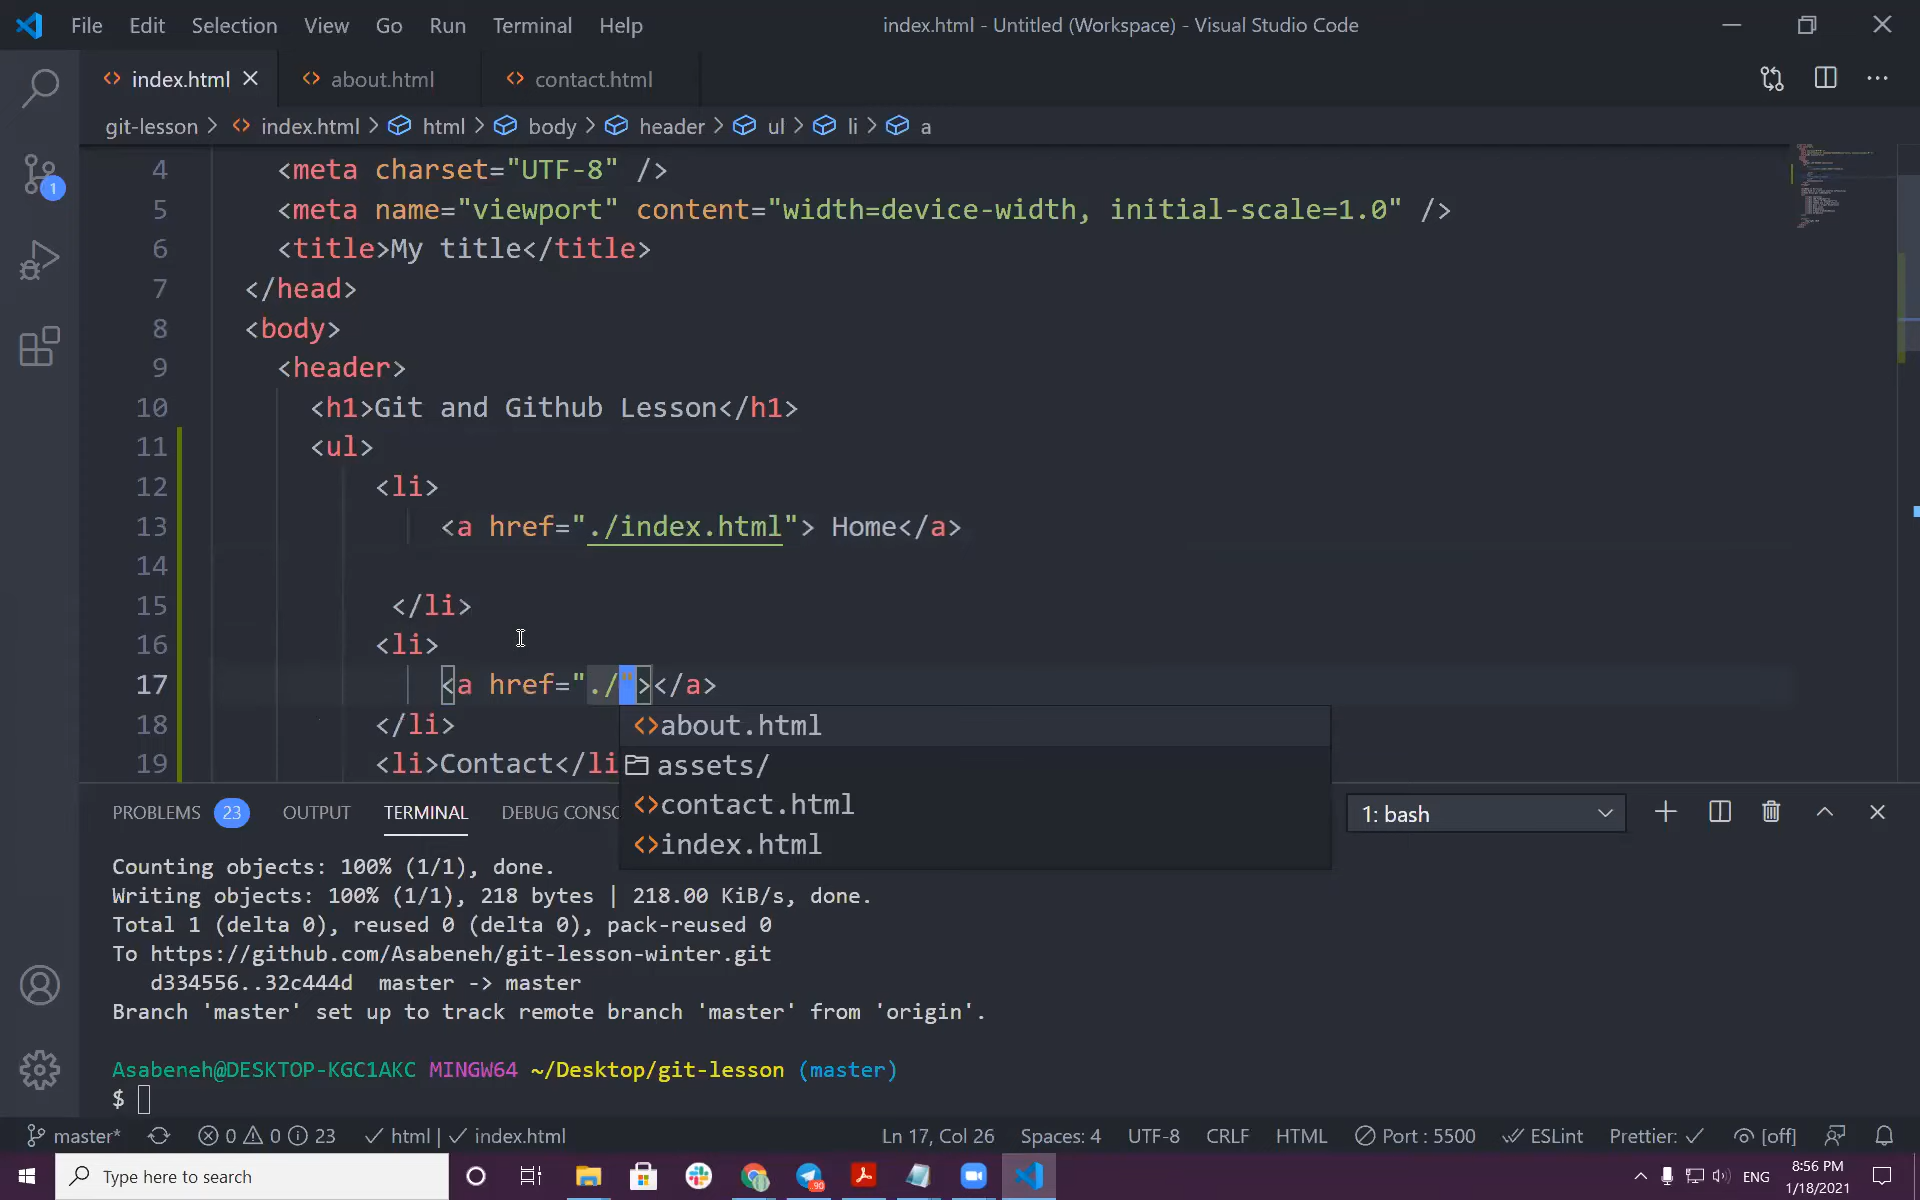 File Edit Selection View Go Run Terminal Help index.html - Untitled (Workspace) - Visual Studio Code
index.html about.html contact.html
git-lesson > index.html > html > body > header > ul > li > a
4 <meta charset="UTF-8" />
5 <meta name="viewport" content="width=device-width, initial-scale=1.0" />
6 <title>My title</title>
7 </head>
8 <body>
9 <header>
10 <h1>Git and Github Lesson</h1>
11 <ul>
12 <li>
13 <a href="./index.html"> Home</a>
14
15 </li>
16 <li>
17 <a href="./"></a>
18 </li>
19 <li>Contact</li
about.html
assets/
contact.html
index.html
1
PROBLEMS 23 OUTPUT TERMINAL DEBUG CONSO 1: bash
Counting objects: 100% (1/1), done.
Writing objects: 100% (1/1), 218 bytes | 218.00 KiB/s, done.
Total 1 (delta 0), reused 0 (delta 0), pack-reused 0
To https://github.com/Asabeneh/git-lesson-winter.git
d334556..32c444d master -> master
Branch 'master' set up to track remote branch 'master' from 'origin'.
Asabeneh@DESKTOP-KGC1AKC MINGW64 ~/Desktop/git-lesson (master)
$
master* 0 0 23 html | index.html Ln 17, Col 26 Spaces: 4 UTF-8 CRLF HTML Port : 5500 ESLint Prettier: [off]
Type here to search 90 ENG 8:56 PM
1/18/2021